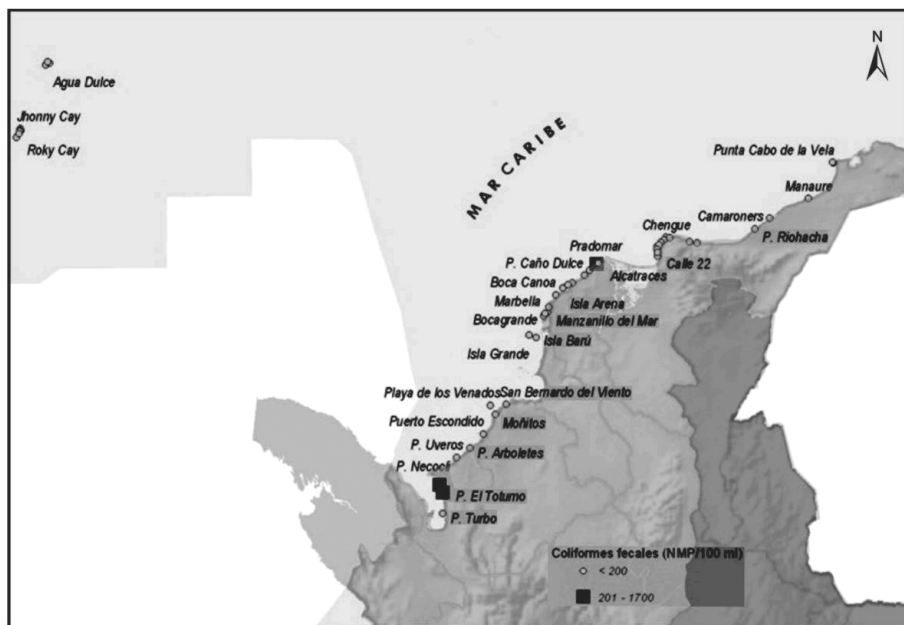 N
Agua Dulce
Jhonny Cay
Roky Cay
MAR CARIBE
Punta Cabo de la Vela
Manaure
Camaroners
Chengue
P. Riohacha
Pradomar
Calle 22
P. Caño Dulce
Alcatraces
Boca Canoa
Isla Arena
Marbella
Bocagrande
Manzanillo del Mar
Isla Barú
Isla Grande
Playa de los Venados
San Bernardo del Viento
Puerto Escondido
Moñitos
P. Uveros
P. Arboletes
P. Necoclí
P. El Totumo
P. Turbo
Coliformes fecales (NMP/100 ml)
< 200
201 - 1700